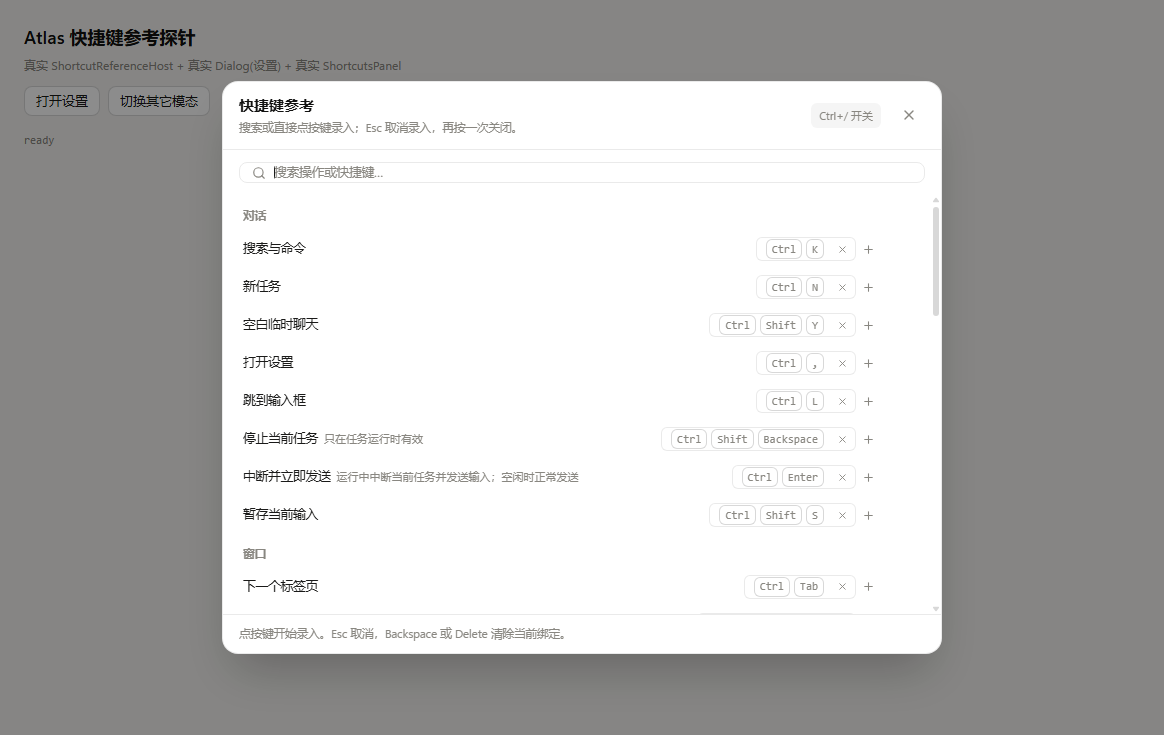 Atlas 快捷键参考探针
真实 ShortcutReferenceHost + 真实 Dialog(设置) + 真实 ShortcutsPanel
打开设置 切换其它模态
ready
快捷键参考
搜索或直接点按键录入；Esc 取消录入，再按一次关闭。
Ctrl+/ 开关 ×
搜索操作或快捷键...
对话
搜索与命令 Ctrl K × +
新任务 Ctrl N × +
空白临时聊天 Ctrl Shift Y × +
打开设置 Ctrl , × +
跳到输入框 Ctrl L × +
停止当前任务 只在任务运行时有效 Ctrl Shift Backspace × +
中断并立即发送 运行中中断当前任务并发送输入；空闲时正常发送 Ctrl Enter × +
暂存当前输入 Ctrl Shift S × +
窗口
下一个标签页 Ctrl Tab × +
点按键开始录入。Esc 取消，Backspace 或 Delete 清除当前绑定。